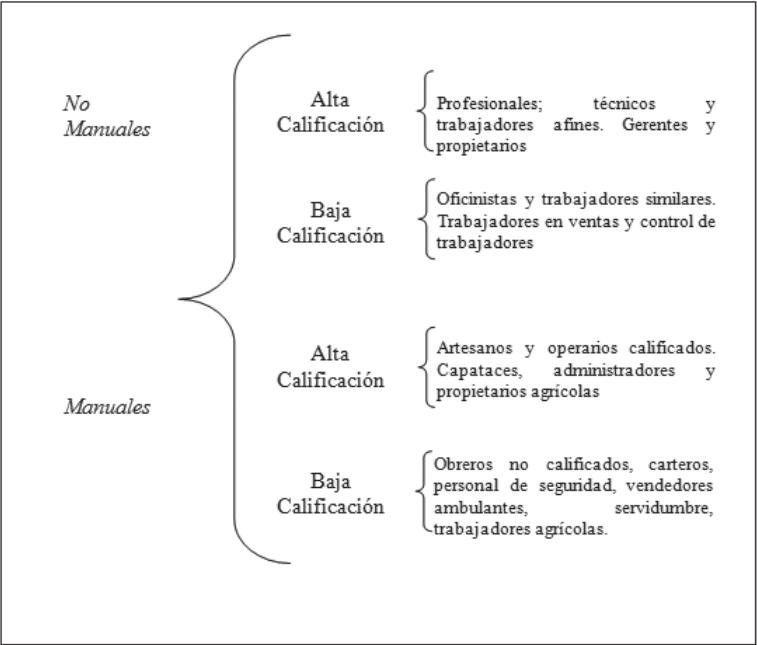 No
Manuales
Alta
Calificación
Profesionales; técnicos y
trabajadores afines. Gerentes y
propietarios
Baja
Calificación
Oficinistas y trabajadores similares.
Trabajadores en ventas y control de
trabajadores
Manuales
Alta
Calificación
Artesanos y operarios calificados.
Capataces, administradores y
propietarios agrícolas
Baja
Calificación
Obreros no calificados, carteros,
personal de seguridad, vendedores
ambulantes, servidumbre,
trabajadores agrícolas.